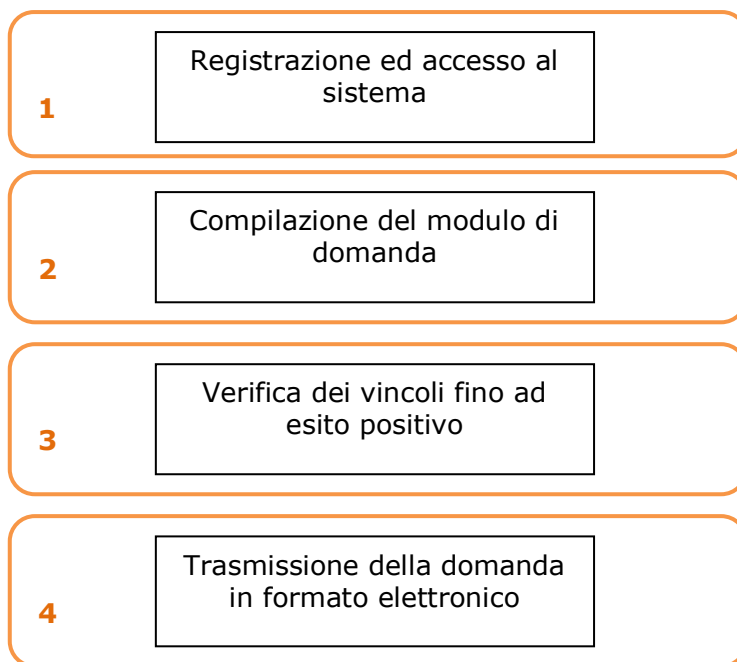 1
Registrazione ed accesso al
sistema
2
Compilazione del modulo di
domanda
3
Verifica dei vincoli fino ad
esito positivo
4
Trasmissione della domanda
in formato elettronico